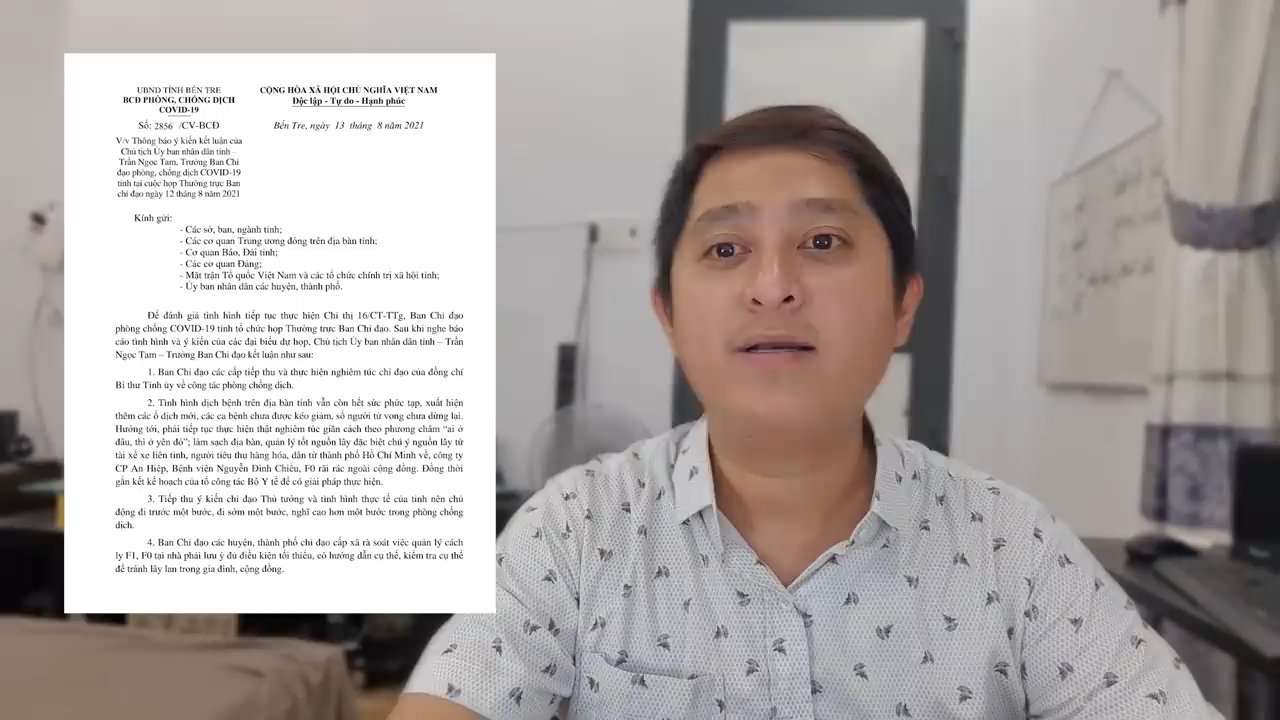 UBND TỈNH BẾN TRE
BCĐ PHÒNG, CHỐNG DỊCH
COVID-19
Số: 2856 /CV-BCĐ
V/v Thông báo ý kiến kết luận của
Chủ tịch Ủy ban nhân dân tỉnh –
Trần Ngọc Tam, Trưởng Ban Chỉ
đạo phòng, chống dịch COVID-19
tỉnh tại cuộc họp Thường trực Ban
chỉ đạo ngày 12 tháng 8 năm 2021
CỘNG HÒA XÃ HỘI CHỦ NGHĨA VIỆT NAM
Độc lập - Tự do - Hạnh phúc
Bến Tre, ngày 13 tháng 8 năm 2021
Kính gửi:
- Các sở, ban, ngành tỉnh;
- Các cơ quan Trung ương đóng trên địa bàn tỉnh;
- Cơ quan Báo, Đài tỉnh;
- Các cơ quan Đảng;
- Mặt trận Tổ quốc Việt Nam và các tổ chức chính trị xã hội tỉnh;
- Ủy ban nhân dân các huyện, thành phố.
Để đánh giá tình hình tiếp tục thực hiện Chỉ thị 16/CT-TTg, Ban Chỉ đạo
phòng chống COVID-19 tỉnh tổ chức họp Thường trực Ban Chỉ đạo. Sau khi nghe báo
cáo tình hình và ý kiến của các đại biểu dự họp, Chủ tịch Ủy ban nhân dân tỉnh – Trần
Ngọc Tam – Trưởng Ban Chỉ đạo kết luận như sau:
1. Ban Chỉ đạo các cấp tiếp thu và thực hiện nghiêm túc chỉ đạo của đồng chí
Bí thư Tỉnh ủy về công tác phòng chống dịch.
2. Tình hình dịch bệnh trên địa bàn tỉnh vẫn còn hết sức phức tạp, xuất hiện
thêm các ổ dịch mới, các ca bệnh chưa được kéo giảm, số người tử vong chưa dừng lại.
Hướng tới, phải tiếp tục thực hiện thật nghiêm túc giãn cách theo phương châm “ai ở
đâu, thì ở yên đó”; làm sạch địa bàn, quản lý tốt nguồn lây đặc biệt chú ý nguồn lây từ
tài xế xe liên tỉnh, người tiêu thụ hàng hóa, dân từ thành phố Hồ Chí Minh về, công ty
CP An Hiệp, Bệnh viện Nguyễn Đình Chiểu, F0 rãi rác ngoài cộng đồng. Đồng thời
gắn kết kế hoạch của tổ công tác Bộ Y tế để có giải pháp thực hiện.
3. Tiếp thu ý kiến chỉ đạo Thủ tướng và tình hình thực tế của tỉnh nên chủ
động đi trước một bước, đi sớm một bước, nghĩ cao hơn một bước trong phòng chống
dịch.
4. Ban Chỉ đạo các huyện, thành phố chỉ đạo cấp xã rà soát việc quản lý cách
ly F1, F0 tại nhà phải lưu ý đủ điều kiện tối thiểu, có hướng dẫn cụ thể, kiểm tra cụ thể
để tránh lây lan trong gia đình, cộng đồng.